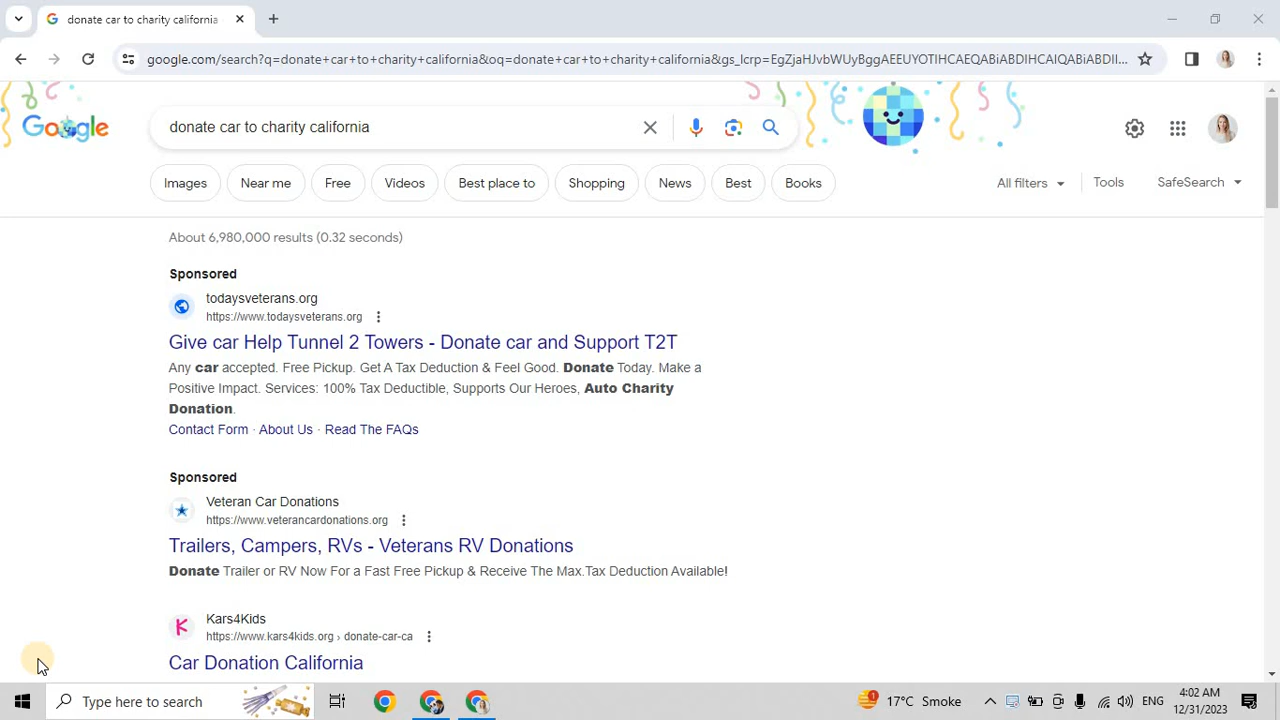 donate car to charity california
google.com/search?q=donate+car+to+charity+california&oq=donate+car+to+charity+california&gs_lcrp=EgZjaHJvbWUyBggAEEUYOTIHCAEQABiABDIHCAIQABiABDII...
Google
donate car to charity california
Images
Near me
Free
Videos
Best place to
Shopping
News
Best
Books
All filters
Tools
SafeSearch
About 6,980,000 results (0.32 seconds)
Sponsored
todaysveterans.org
https://www.todaysveterans.org
Give car Help Tunnel 2 Towers - Donate car and Support T2T
Any car accepted. Free Pickup. Get A Tax Deduction & Feel Good. Donate Today. Make a
Positive Impact. Services: 100% Tax Deductible, Supports Our Heroes, Auto Charity
Donation.
Contact Form · About Us · Read The FAQs
Sponsored
Veteran Car Donations
https://www.veterancardonations.org
Trailers, Campers, RVs - Veterans RV Donations
Donate Trailer or RV Now For a Fast Free Pickup & Receive The Max.Tax Deduction Available!
Kars4Kids
https://www.kars4kids.org › donate-car-ca
Car Donation California
Type here to search
1
17°C Smoke
ENG
4:02 AM
12/31/2023